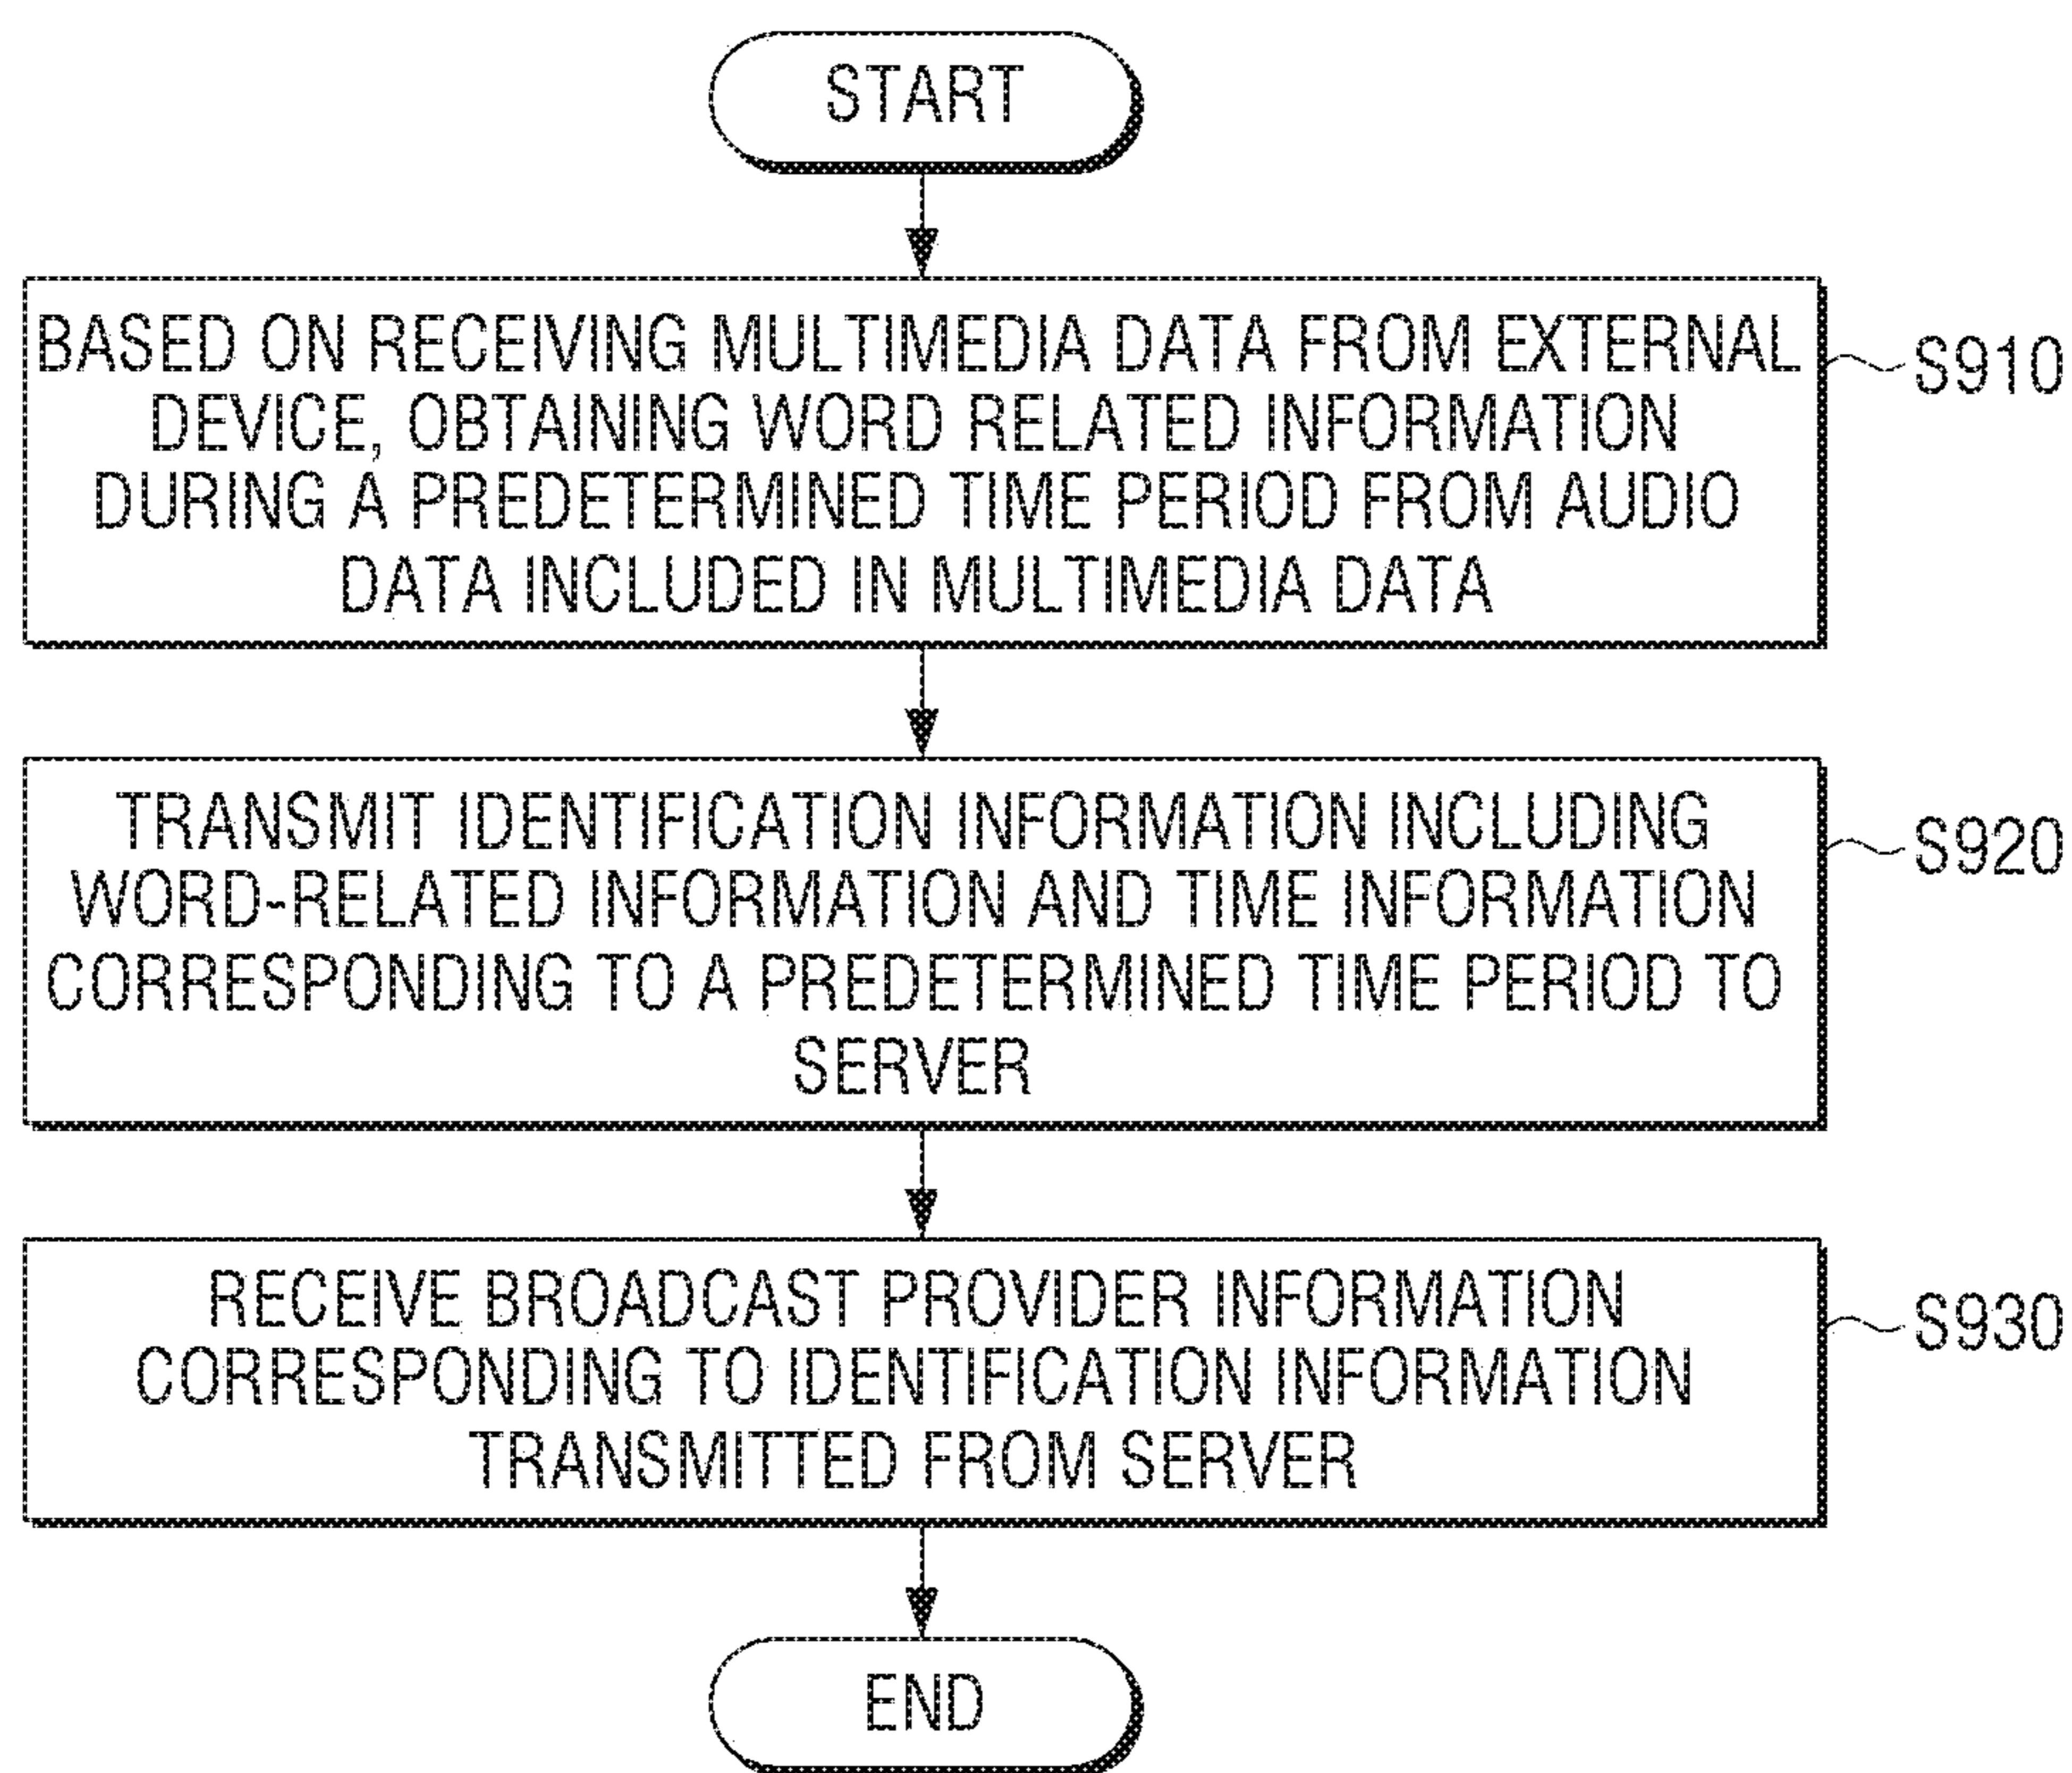 START
BASED ON RECEIVING MULTIMEDIA DATA FROM EXTERNAL
DEVICE, OBTAINING WORD RELATED INFORMATION
DURING A PREDETERMINED TIME PERIOD FROM AUDIO
DATA INCLUDED IN MULTIMEDIA DATA
S910
TRANSMIT IDENTIFICATION INFORMATION INCLUDING
WORD-RELATED INFORMATION AND TIME INFORMATION
CORRESPONDING TO A PREDETERMINED TIME PERIOD TO
SERVER
S920
RECEIVE BROADCAST PROVIDER INFORMATION
CORRESPONDING TO IDENTIFICATION INFORMATION
TRANSMITTED FROM SERVER
S930
END